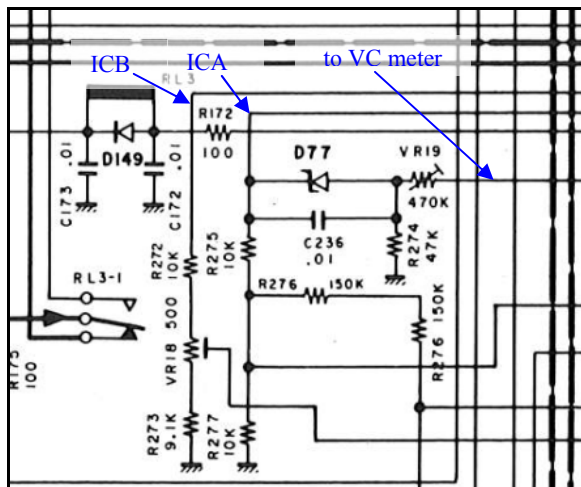 ICB
ICA
to VC meter
RL3
R172
100
D149
.01
.01
C173
C172
D77
VR19
470K
C236
.01
R274
47K
R272
10K
R275
10K
R276
150K
150K
R276
RL3-1
500
VR18
R175
100
R273
9.1K
R277
10K